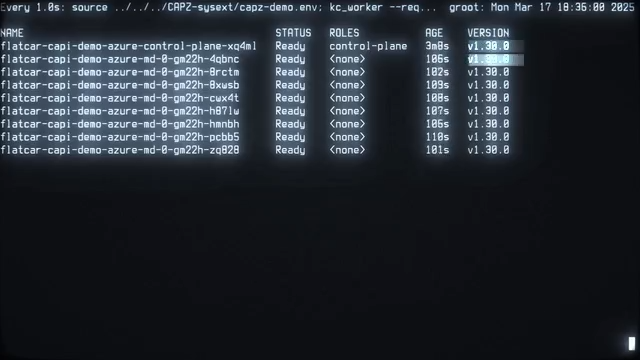 Every 1.0s: source ../../../CAPZ-sysext/capz-demo.env; kc_worker --req... groot: Mon Mar 17 18:36:00 2025
NAME STATUS ROLES AGE VERSION
flatcar-capi-demo-azure-control-plane-xq4ml Ready control-plane 3m8s v1.30.0
flatcar-capi-demo-azure-md-0-gm22h-4qbnc Ready <none> 106s v1.30.0
flatcar-capi-demo-azure-md-0-gm22h-8rctm Ready <none> 102s v1.30.0
flatcar-capi-demo-azure-md-0-gm22h-8xwsb Ready <none> 109s v1.30.0
flatcar-capi-demo-azure-md-0-gm22h-cwx4t Ready <none> 108s v1.30.0
flatcar-capi-demo-azure-md-0-gm22h-h87lw Ready <none> 107s v1.30.0
flatcar-capi-demo-azure-md-0-gm22h-hmnbh Ready <none> 106s v1.30.0
flatcar-capi-demo-azure-md-0-gm22h-pcbb5 Ready <none> 110s v1.30.0
flatcar-capi-demo-azure-md-0-gm22h-zq828 Ready <none> 101s v1.30.0